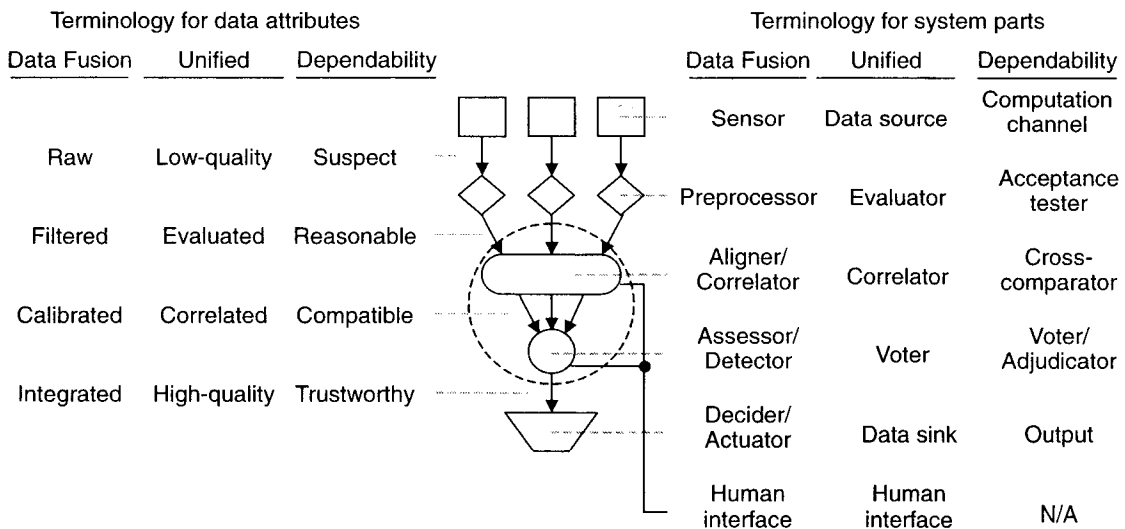 Terminology for data attributes
Data Fusion Unified Dependability
Raw Low-quality Suspect
Filtered Evaluated Reasonable
Calibrated Correlated Compatible
Integrated High-quality Trustworthy
Terminology for system parts
Data Fusion Unified Dependability
Sensor Data source Computation
channel
Preprocessor Evaluator Acceptance
tester
Aligner/
Correlator Correlator Cross-
comparator
Assessor/
Detector Voter Voter/
Adjudicator
Decider/
Actuator Data sink Output
Human
interface Human
interface N/A